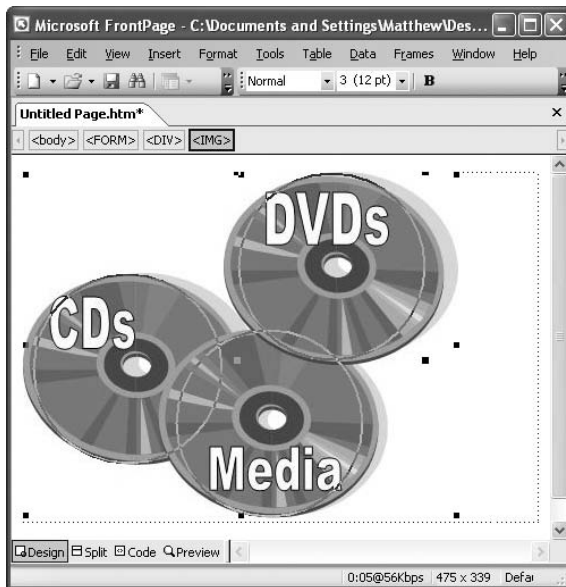 Microsoft FrontPage - C:\Documents and Settings\Matthew\Des...
File Edit View Insert Format Tools Table Data Frames Window Help
Normal 3 (12 pt) B
Untitled Page.htm*
<body> <FORM> <DIV> <IMG>
DVDs
CDs
Media
Design Split Code Preview
0:05@56Kbps 475 x 339 Defau